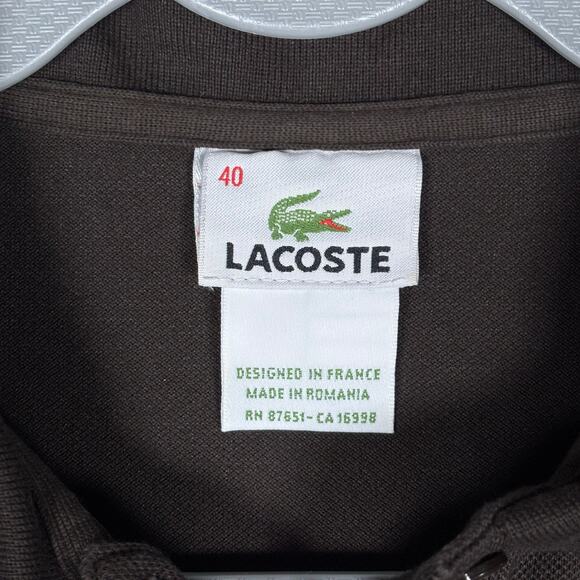 40
LACOSTE
DESIGNED IN FRANCE
MADE IN ROMANIA
RN 87651-CA 16998